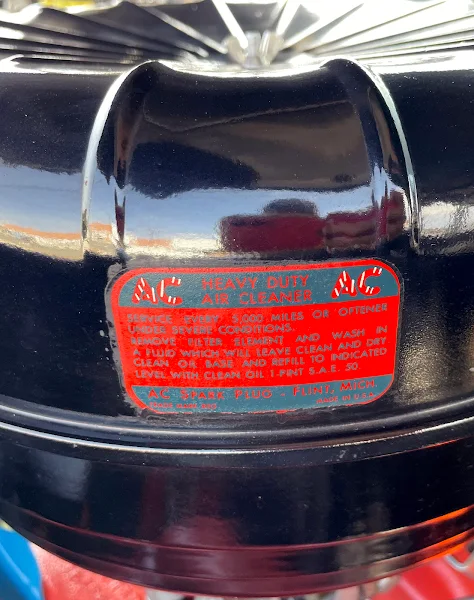 AC HEAVY DUTY AC
AIR CLEANER
SERVICE EVERY 5,000 MILES OR OFTENER
UNDER SEVERE CONDITIONS.
REMOVE FILTER ELEMENT AND WASH IN
A FLUID WHICH WILL LEAVE CLEAN AND DRY
CLEAN OIL BASE AND REFILL TO INDICATED
LEVEL WITH CLEAN OIL 1-PINT S.A.E. 50.
AC SPARK PLUG - FLINT, MICH.
MADE IN U.S.A.